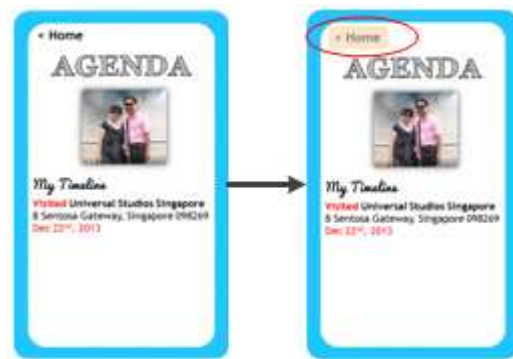 < Home
AGENDA
My Timeline
Visited Universal Studios Singapore
8 Sentosa Gateway, Singapore 098269
Dec 22nd, 2013
< Home
AGENDA
My Timeline
Visited Universal Studios Singapore
8 Sentosa Gateway, Singapore 098269
Dec 22nd, 2013